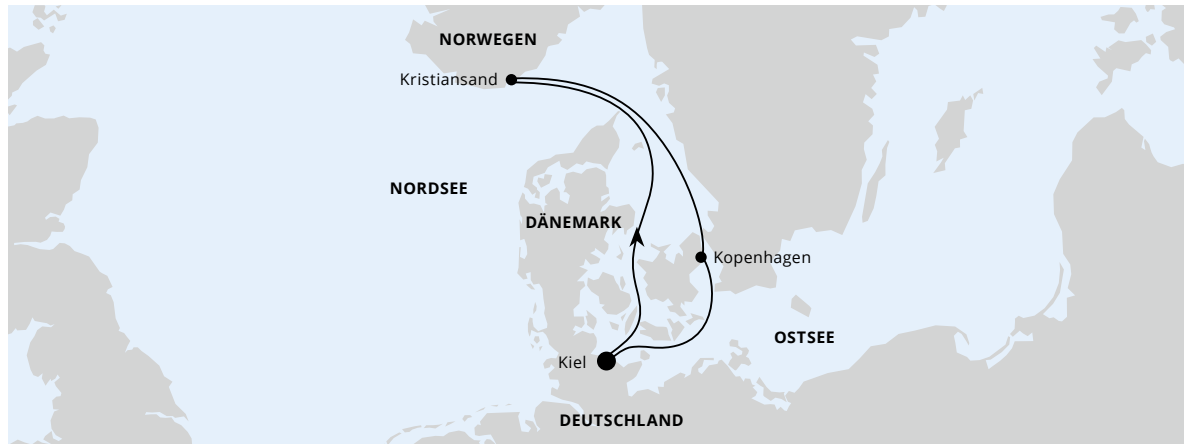 NORWEGEN
Kristiansand
NORDSEE
DÄNEMARK
Kopenhagen
OSTSEE
Kiel
DEUTSCHLAND